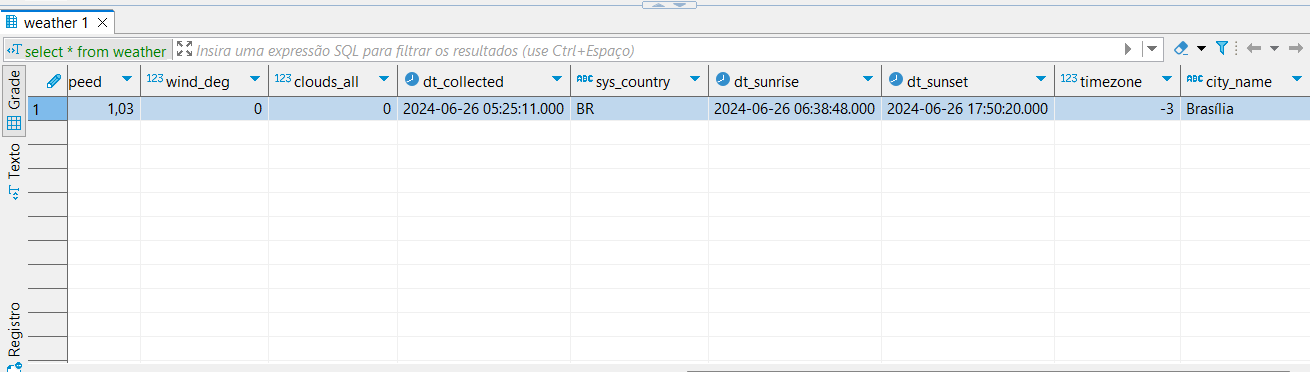 weather 1
select * from weather Insira uma expressão SQL para filtrar os resultados (use Ctrl+Espaço)
Grade
Texto
Registro
peed 123 wind_deg 123 clouds_all dt_collected ABC sys_country dt_sunrise dt_sunset 123 timezone ABC city_name
1 1,03 0 0 2024-06-26 05:25:11.000 BR 2024-06-26 06:38:48.000 2024-06-26 17:50:20.000 -3 Brasília